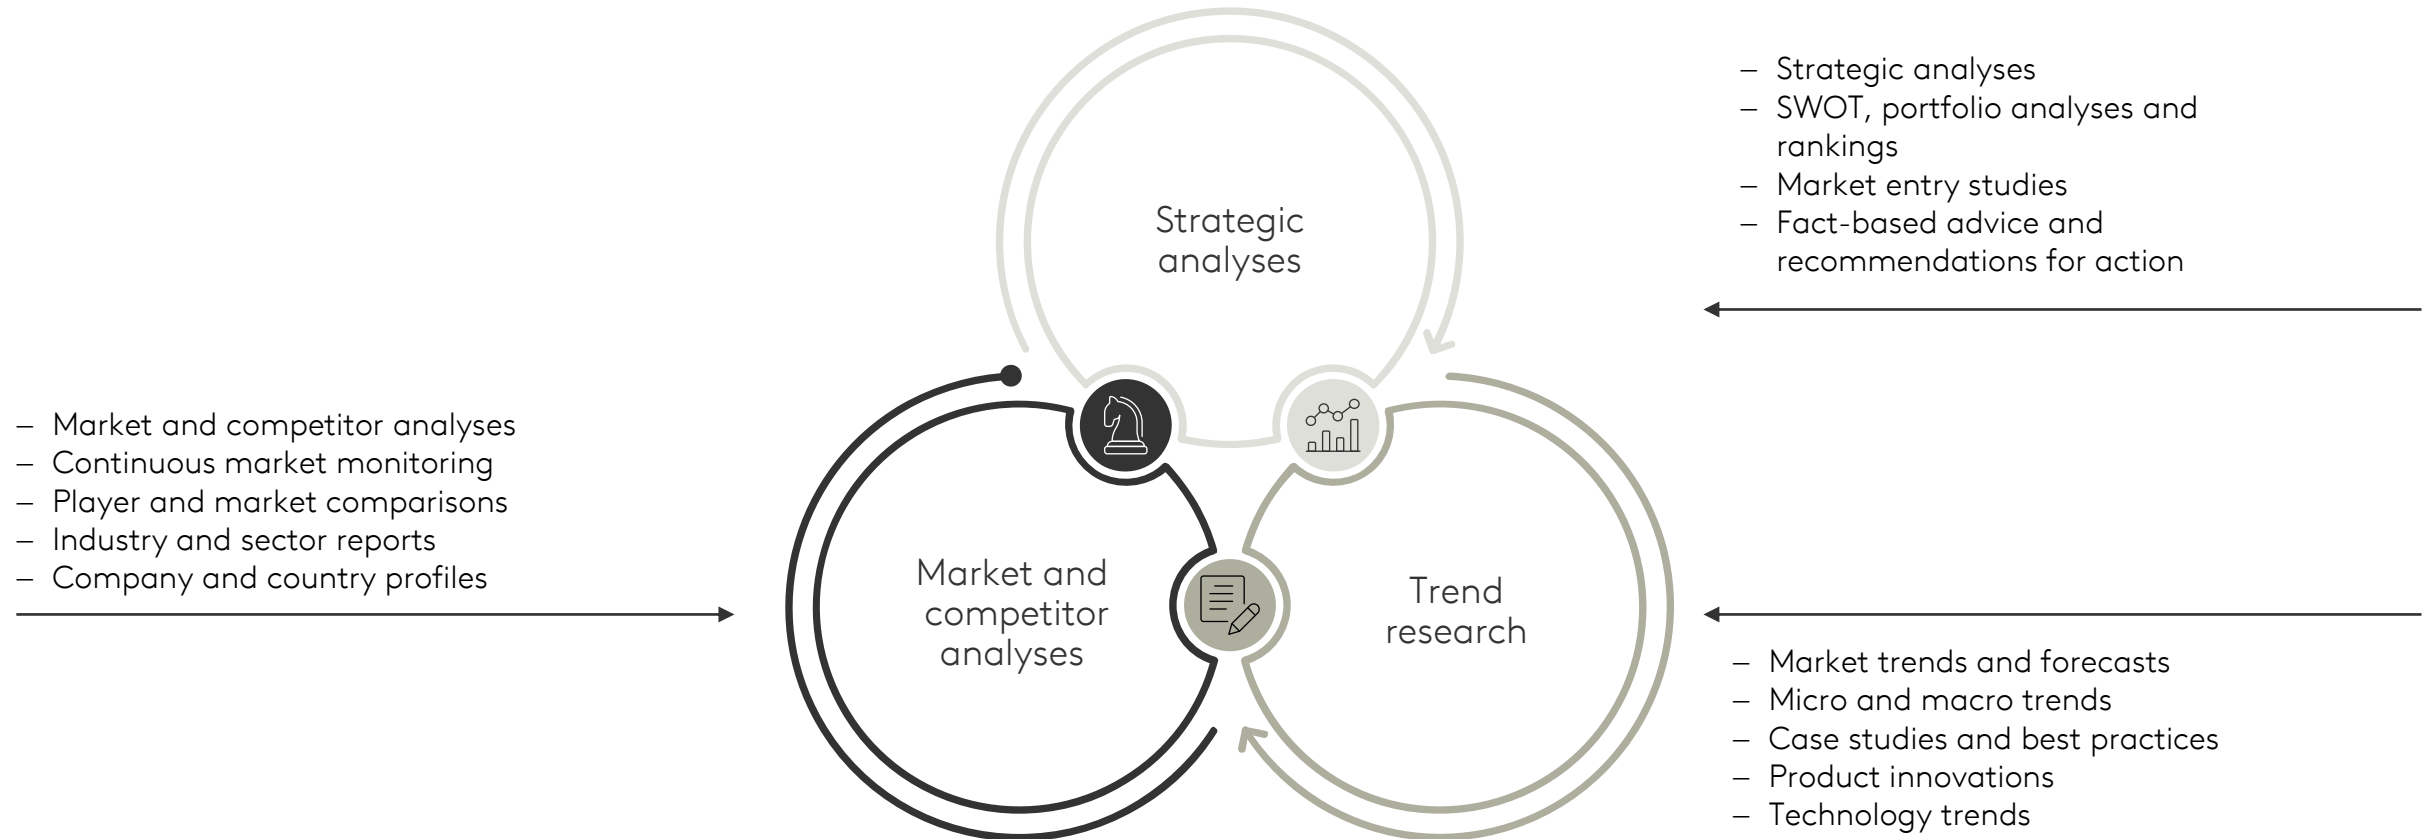 – Strategic analyses
– SWOT, portfolio analyses and
rankings
– Market entry studies
– Fact-based advice and
recommendations for action
Strategic
analyses
– Market and competitor analyses
– Continuous market monitoring
– Player and market comparisons
– Industry and sector reports
– Company and country profiles
Market and
competitor
analyses
Trend
research
– Market trends and forecasts
– Micro and macro trends
– Case studies and best practices
– Product innovations
– Technology trends